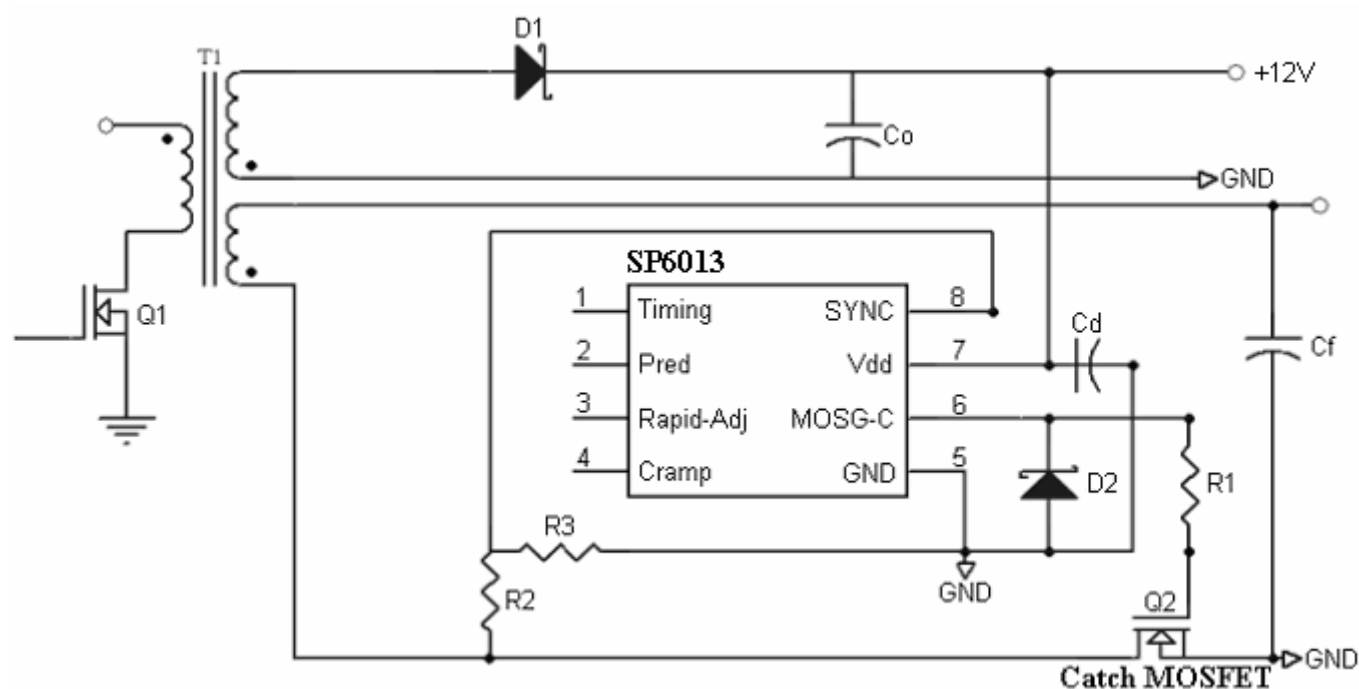 D1
T1
+12V
Co
GND
SP6013
1 Timing SYNC 8
Q1
Cd
2 Pred Vdd 7
Cf
3 Rapid-Adj MOSG-C 6
4 Cramp GND 5
D2
R1
R3
GND
R2
Q2
GND
Catch MOSFET